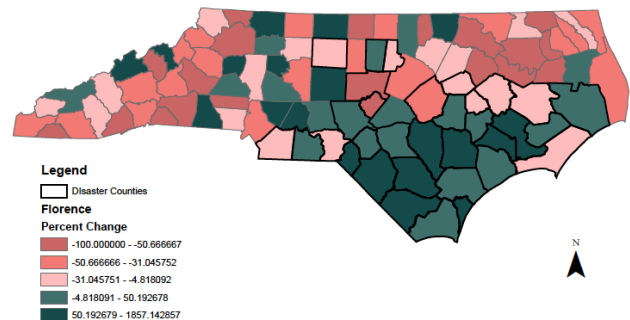 Legend
DIsaster Counties
Florence
Percent Change
-100.000000 - -50.666667
-50.666666 - -31.045752
-31.045751 - -4.818092
-4.818091 - 50.192678
50.192679 - 1857.142857
N